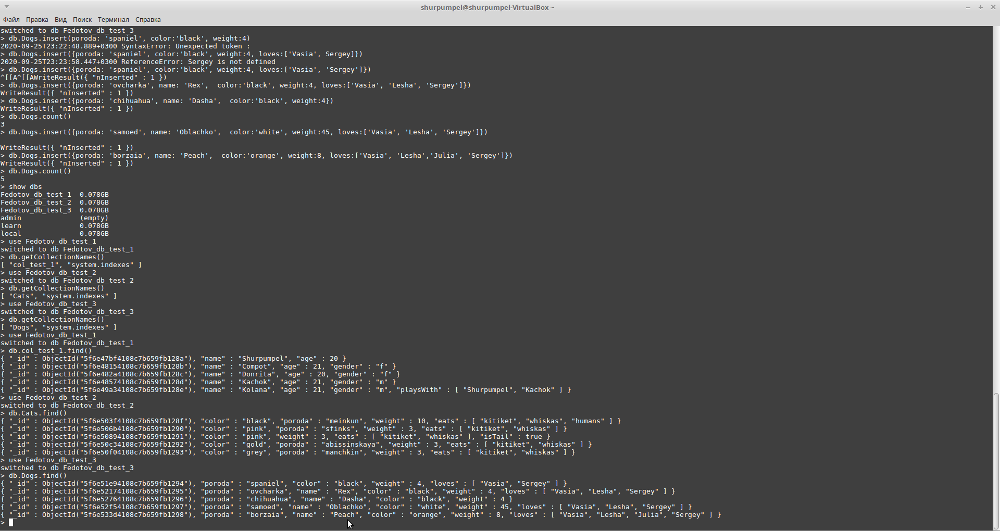 shurpumpel@shurpumpel-VirtualBox ~
Файл Правка Вид Поиск Терминал Справка
switched to db Fedotov_db_test_3
> db.Dogs.insert(poroda: 'spaniel', color:'black', weight:4)
2020-09-25T23:22:48.889+0300 SyntaxError: Unexpected token :
> db.Dogs.insert({poroda: 'spaniel', color:'black', weight:4, loves:['Vasia', Sergey]})
2020-09-25T23:23:58.447+0300 ReferenceError: Sergey is not defined
> db.Dogs.insert({poroda: 'spaniel', color:'black', weight:4, loves:['Vasia', 'Sergey']})
^[[A^[[AWriteResult({ "nInserted" : 1 })
> db.Dogs.insert({poroda: 'ovcharka', name: 'Rex',  color:'black', weight:4, loves:['Vasia', 'Lesha', 'Sergey']})
WriteResult({ "nInserted" : 1 })
> db.Dogs.insert({poroda: 'chihuahua', name: 'Dasha',  color:'black', weight:4})
WriteResult({ "nInserted" : 1 })
> db.Dogs.count()
3
> db.Dogs.insert({poroda: 'samoed', name: 'Oblachko',  color:'white', weight:45, loves:['Vasia', 'Lesha', 'Sergey']})
WriteResult({ "nInserted" : 1 })
> db.Dogs.insert({poroda: 'borzaia', name: 'Peach',  color:'orange', weight:8, loves:['Vasia', 'Lesha','Julia', 'Sergey']})
WriteResult({ "nInserted" : 1 })
> db.Dogs.count()
5
> show dbs
Fedotov_db_test_1  0.078GB
Fedotov_db_test_2  0.078GB
Fedotov_db_test_3  0.078GB
admin              (empty)
learn              0.078GB
local              0.078GB
> use Fedotov_db_test_1
switched to db Fedotov_db_test_1
> db.getCollectionNames()
[ "col_test_1", "system.indexes" ]
> use Fedotov_db_test_2
switched to db Fedotov_db_test_2
> db.getCollectionNames()
[ "Cats", "system.indexes" ]
> use Fedotov_db_test_3
switched to db Fedotov_db_test_3
> db.getCollectionNames()
[ "Dogs", "system.indexes" ]
> use Fedotov_db_test_1
switched to db Fedotov_db_test_1
> db.col_test_1.find()
{ "_id" : ObjectId("5f6e47bf4108c7b659fb128a"), "name" : "Shurpumpel", "age" : 20 }
{ "_id" : ObjectId("5f6e48154108c7b659fb128b"), "name" : "Compot", "age" : 21, "gender" : "f" }
{ "_id" : ObjectId("5f6e482a4108c7b659fb128c"), "name" : "Donrita", "age" : 20, "gender" : "f" }
{ "_id" : ObjectId("5f6e48574108c7b659fb128d"), "name" : "Kachok", "age" : 21, "gender" : "m" }
{ "_id" : ObjectId("5f6e49a34108c7b659fb128e"), "name" : "Kolana", "age" : 21, "gender" : "m", "playsWith" : [ "Shurpumpel", "Kachok" ] }
> use Fedotov_db_test_2
switched to db Fedotov_db_test_2
> db.Cats.find()
{ "_id" : ObjectId("5f6e503f4108c7b659fb128f"), "color" : "black", "poroda" : "meinkun", "weight" : 10, "eats" : [ "kitiket", "whiskas", "humans" ] }
{ "_id" : ObjectId("5f6e506b4108c7b659fb1290"), "color" : "pink", "poroda" : "sfinks", "weight" : 3, "eats" : [ "kitiket", "whiskas" ] }
{ "_id" : ObjectId("5f6e50894108c7b659fb1291"), "color" : "pink", "weight" : 3, "eats" : [ "kitiket", "whiskas" ], "isTail" : true }
{ "_id" : ObjectId("5f6e50c34108c7b659fb1292"), "color" : "gold", "poroda" : "abissinskaya", "weight" : 3, "eats" : [ "kitiket", "whiskas" ] }
{ "_id" : ObjectId("5f6e50f04108c7b659fb1293"), "color" : "grey", "poroda" : "manchkin", "weight" : 3, "eats" : [ "kitiket", "whiskas" ] }
> use Fedotov_db_test_3
switched to db Fedotov_db_test_3
> db.Dogs.find()
{ "_id" : ObjectId("5f6e51e94108c7b659fb1294"), "poroda" : "spaniel", "color" : "black", "weight" : 4, "loves" : [ "Vasia", "Sergey" ] }
{ "_id" : ObjectId("5f6e52174108c7b659fb1295"), "poroda" : "ovcharka", "name" : "Rex", "color" : "black", "weight" : 4, "loves" : [ "Vasia", "Lesha", "Sergey" ] }
{ "_id" : ObjectId("5f6e52764108c7b659fb1296"), "poroda" : "chihuahua", "name" : "Dasha", "color" : "black", "weight" : 4 }
{ "_id" : ObjectId("5f6e52f54108c7b659fb1297"), "poroda" : "samoed", "name" : "Oblachko", "color" : "white", "weight" : 45, "loves" : [ "Vasia", "Lesha", "Sergey" ] }
{ "_id" : ObjectId("5f6e533d4108c7b659fb1298"), "poroda" : "borzaia", "name" : "Peach", "color" : "orange", "weight" : 8, "loves" : [ "Vasia", "Lesha", "Julia", "Sergey" ] }
>